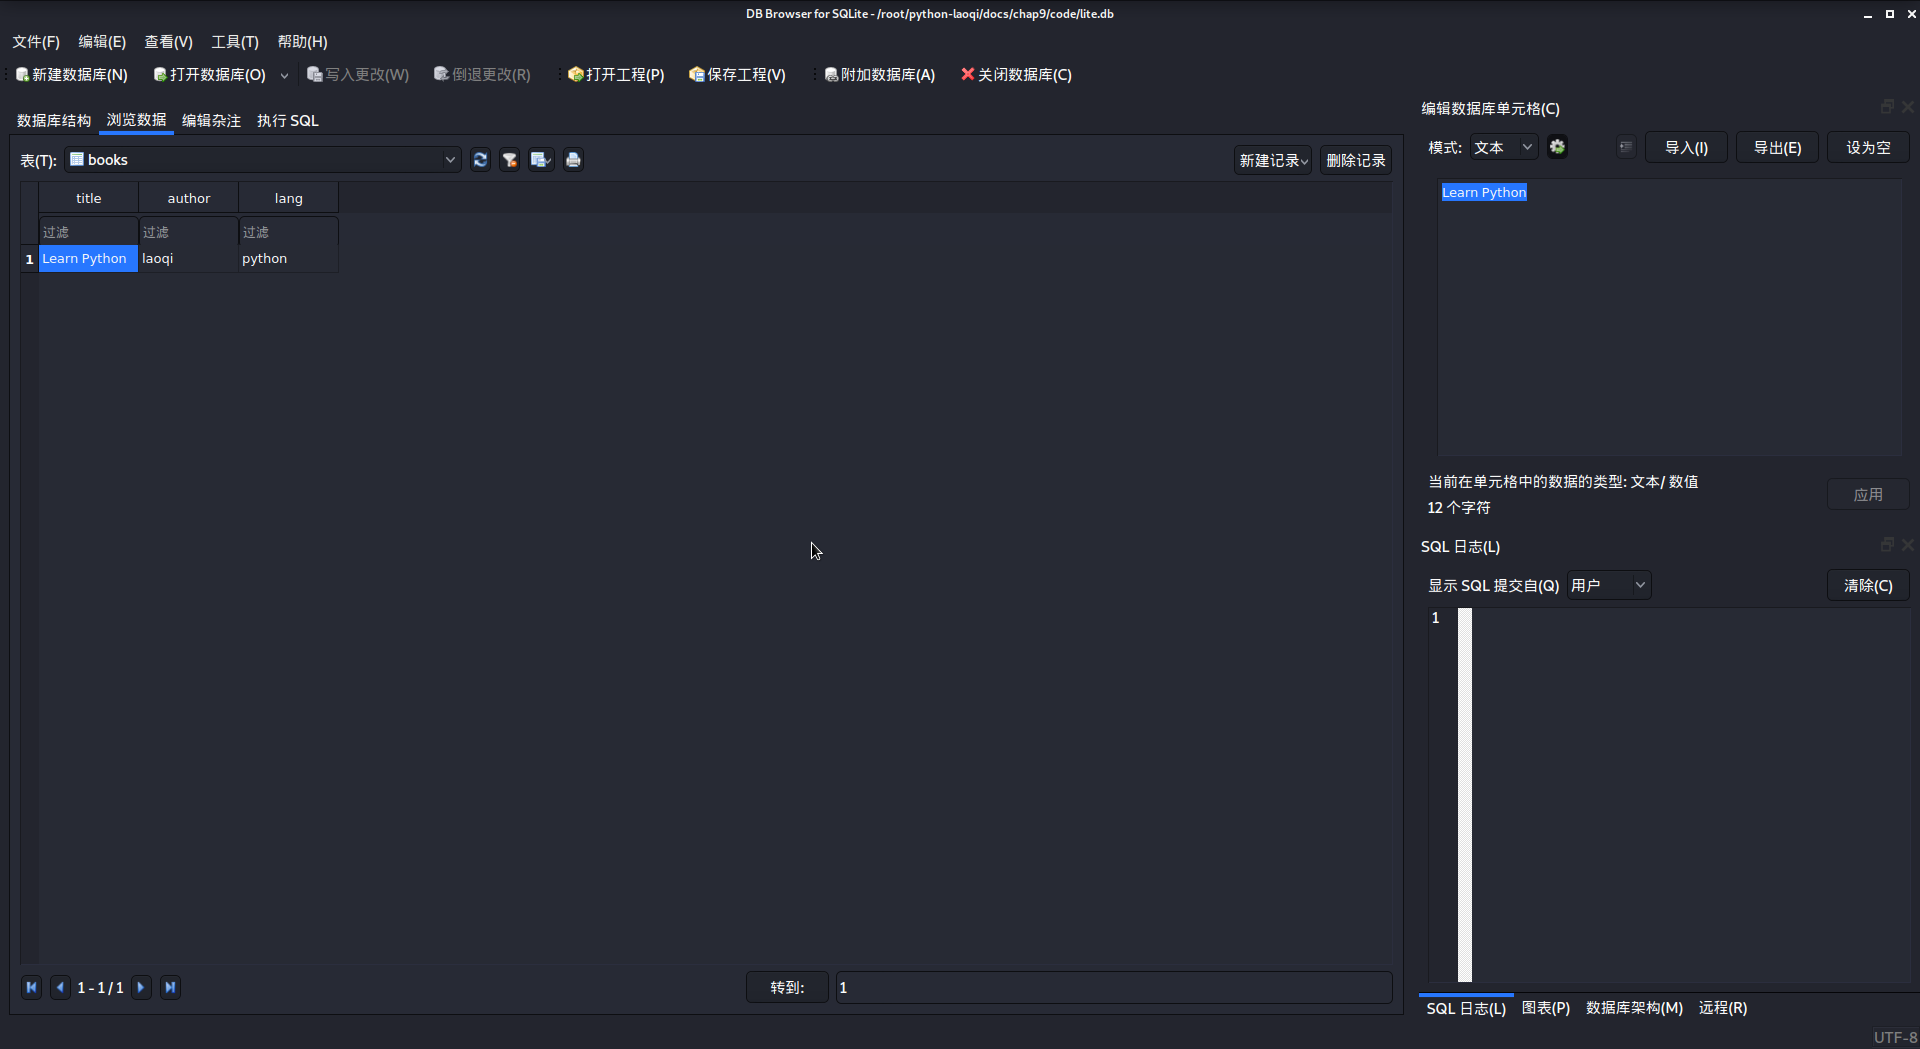 DB Browser for SQLite - /root/python-laoqi/docs/chap9/code/lite.db
文件(F) 编辑(E) 查看(V) 工具(T) 帮助(H)
新建数据库(N) 打开数据库(O) 写入更改(W) 倒退更改(R) 打开工程(P) 保存工程(V) 附加数据库(A) 关闭数据库(C)
数据库结构 浏览数据 编辑杂注 执行 SQL
表(T): books 新建记录 删除记录
title author lang
过滤 过滤 过滤
1 Learn Python laoqi python
1 - 1 / 1 转到: 1
编辑数据库单元格(C)
模式: 文本 导入(I) 导出(E) 设为空
Learn Python
当前在单元格中的数据的类型: 文本/ 数值
12 个字符
应用
SQL 日志(L)
显示 SQL 提交自(Q) 用户 清除(C)
1
SQL 日志(L) 图表(P) 数据库架构(M) 远程(R)
UTF-8